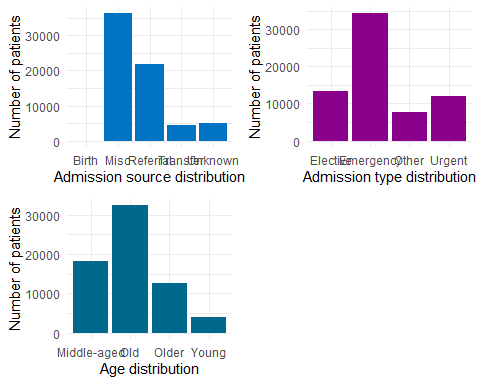 Number of patients
30000
20000
10000
0
Birth Misc Referral Transfer Unknown
Admission source distribution
Number of patients
30000
20000
10000
0
Elective Emergency Other Urgent
Admission type distribution
Number of patients
30000
20000
10000
0
Middle-aged Old Older Young
Age distribution